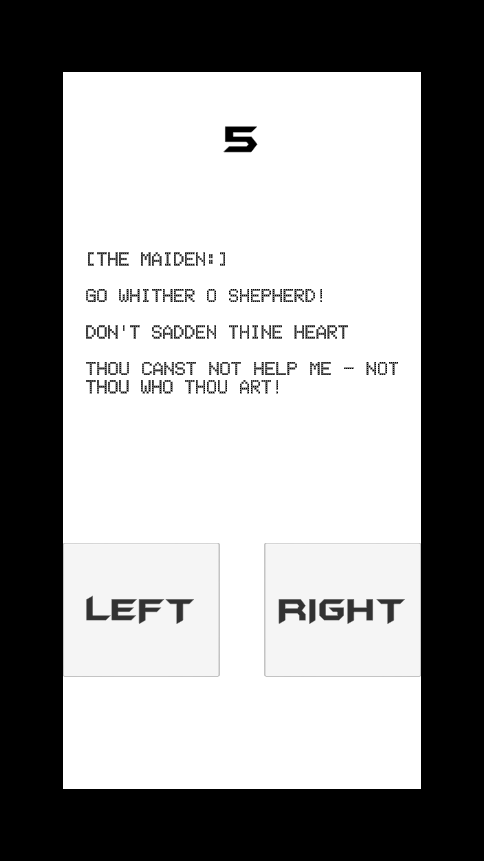 5
[THE MAIDEN:]
GO WHITHER O SHEPHERD!
DON'T SADDEN THINE HEART
THOU CANST NOT HELP ME - NOT
THOU WHO THOU ART!
LEFT
RIGHT